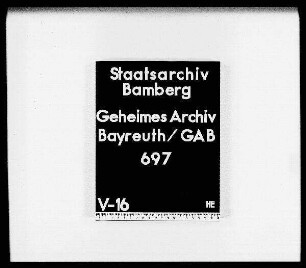 Staatsarchiv
Bamberg
Geheimes Archiv
Bayreuth/GAB
697
V-16 HE